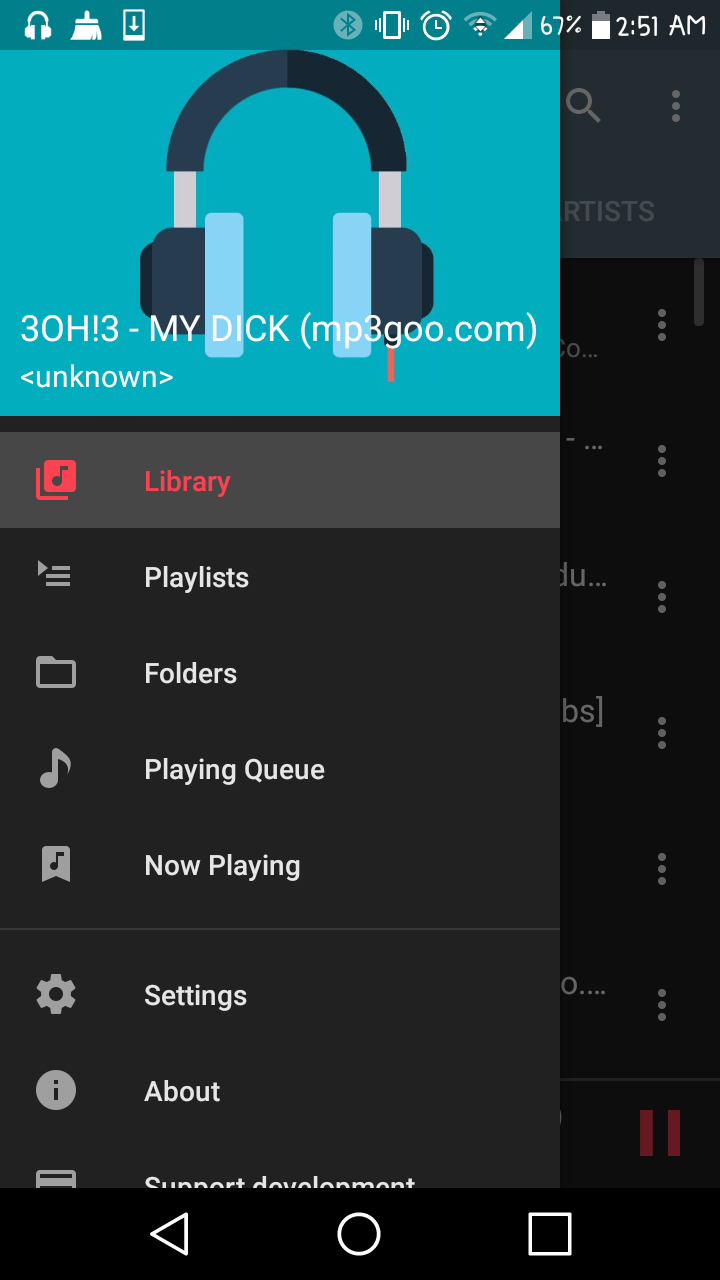 67% 2:51 AM
RTISTS
3OH!3 - MY DICK (mp3goo.com)
<unknown>
Co...
- ...
Library
du...
Playlists
Folders
bs]
Playing Queue
Now Playing
o....
Settings
About
Support development